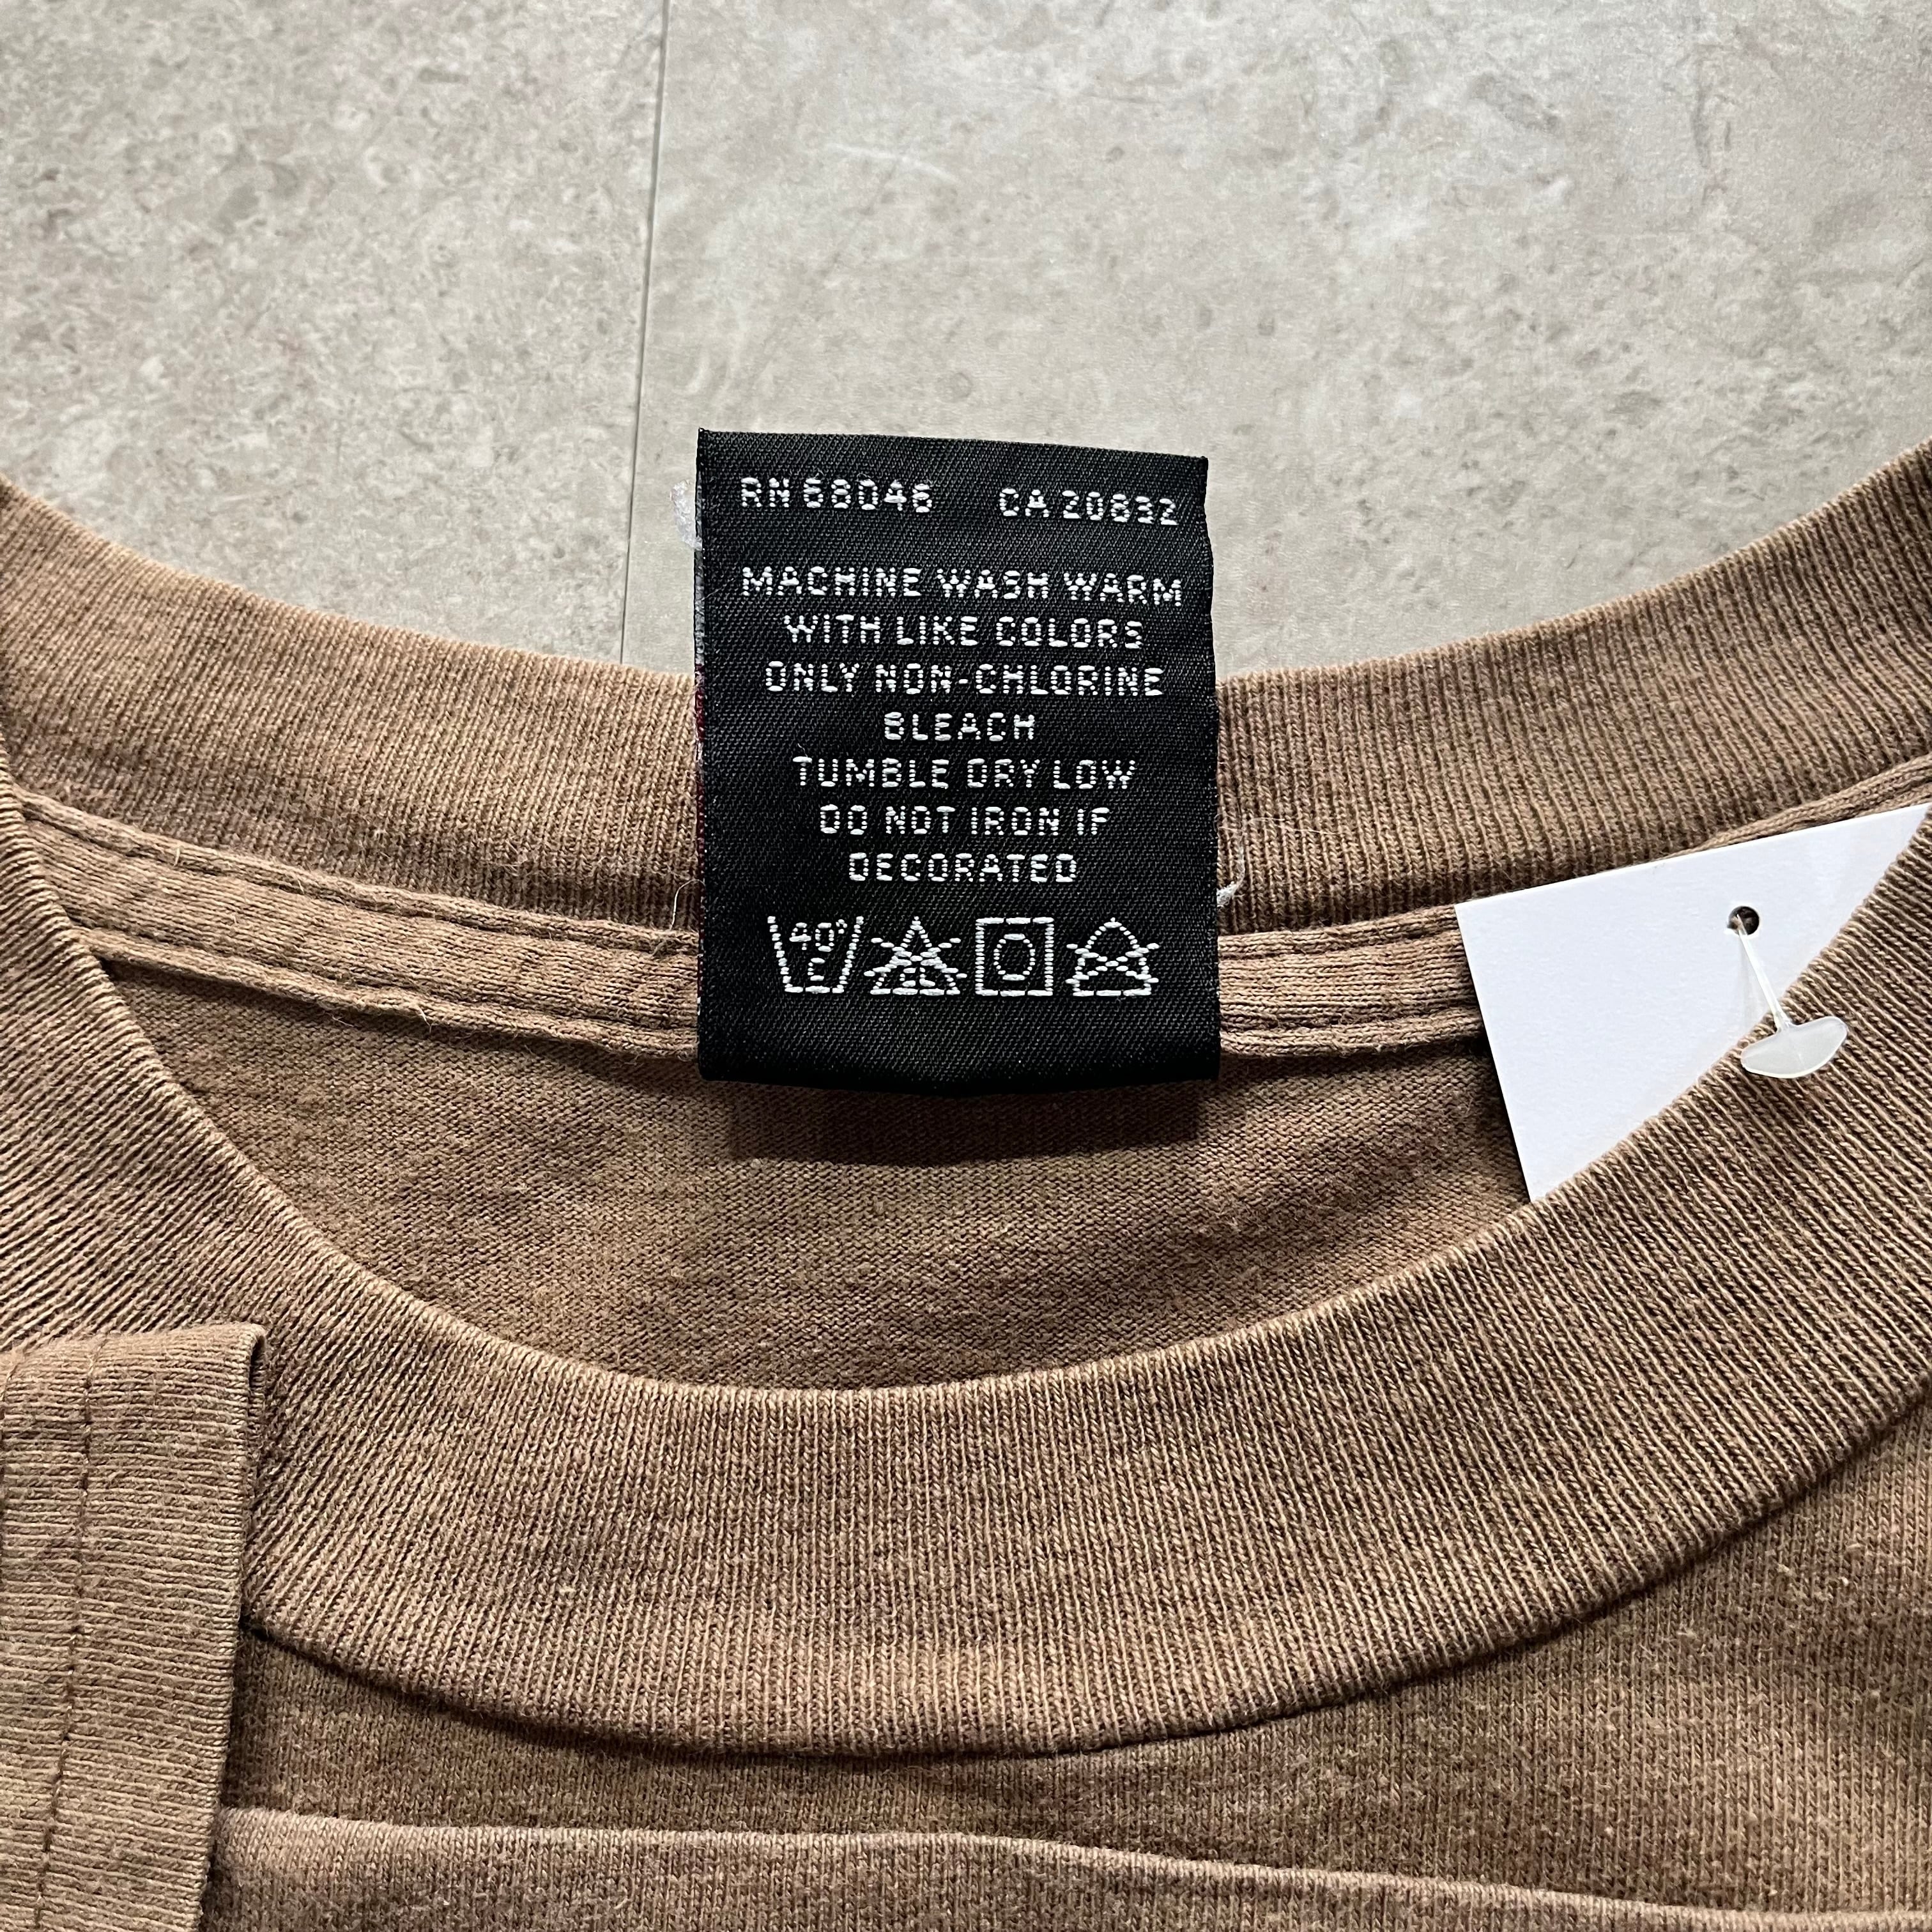 RN 68046 CA 20832
MACHINE WASH WARM
WITH LIKE COLORS
ONLY NON-CHLORINE
BLEACH
TUMBLE DRY LOW
DO NOT IRON IF
DECORATED
40° CL
C